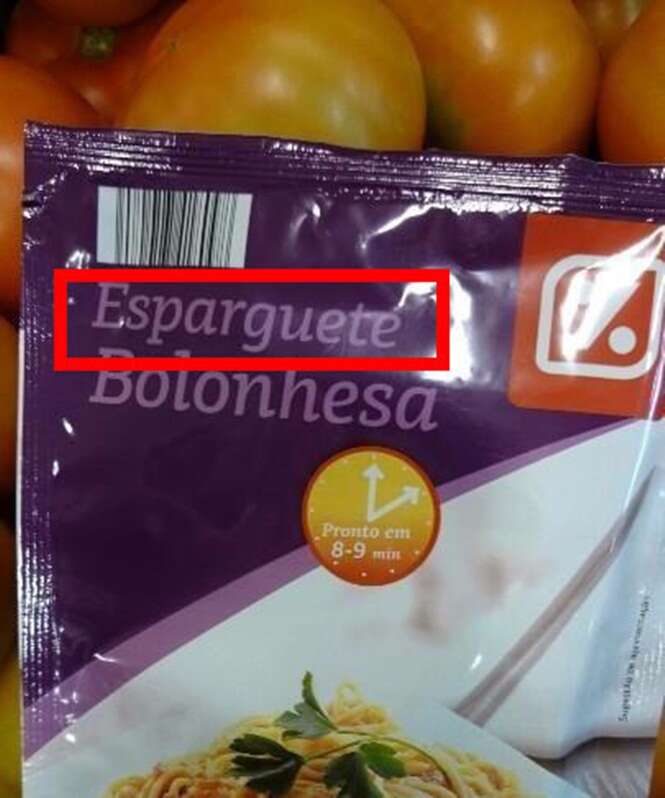 Esparguete
Bolonhesa
Pronto em
8-9 min